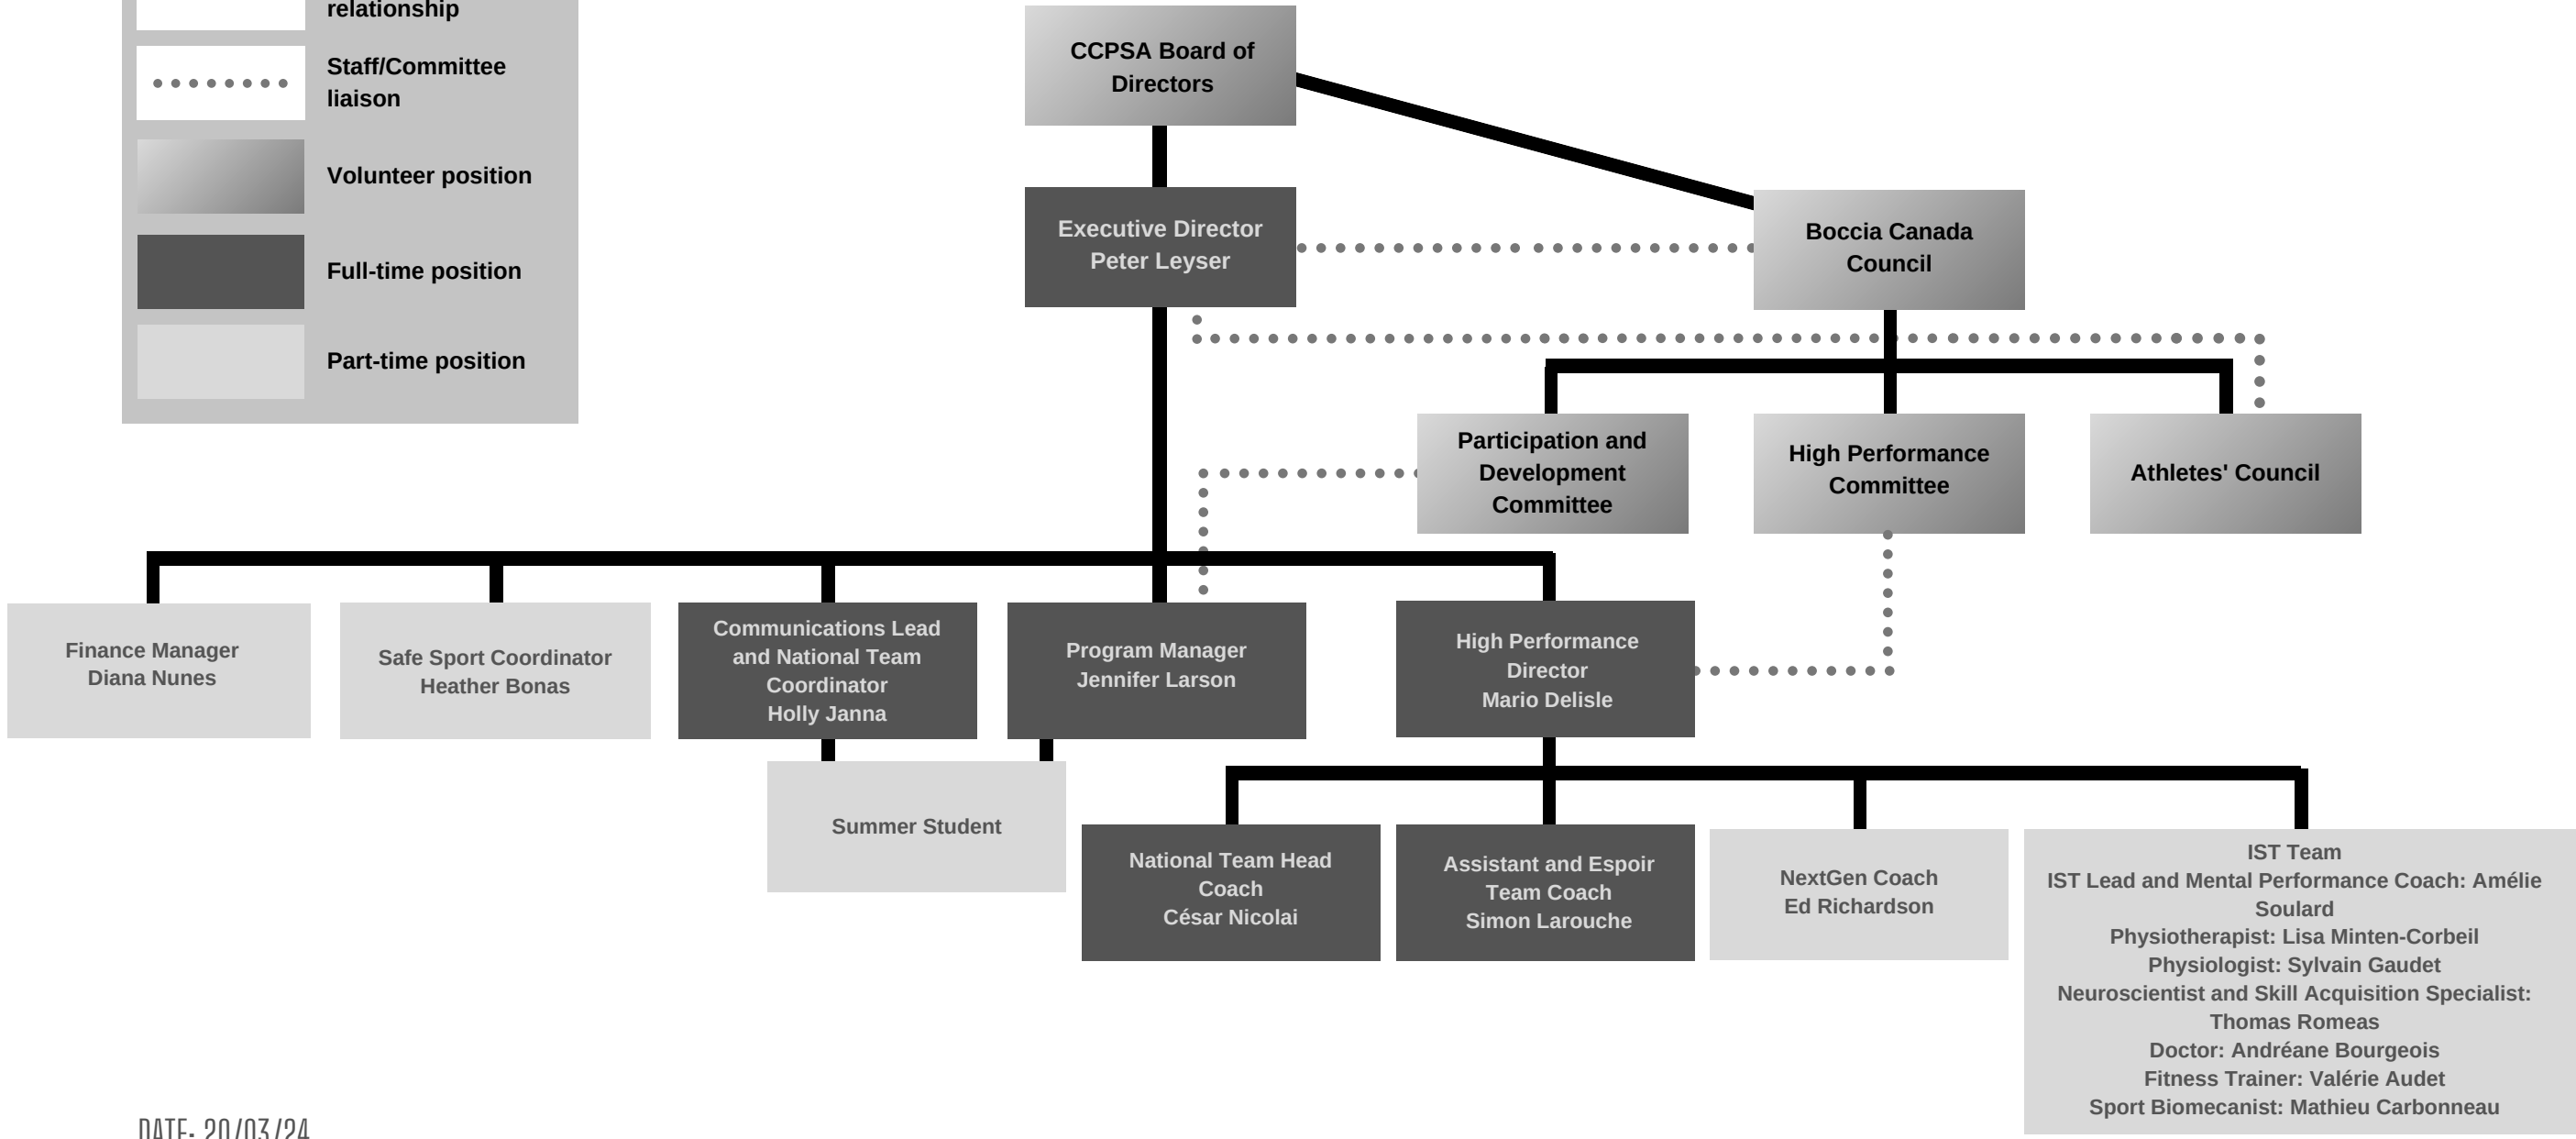 relationship
Staff/Committee
liaison
Volunteer position
Full-time position
Part-time position
CCPSA Board of
Directors
Executive Director
Peter Leyser
Boccia Canada
Council
Participation and
Development
Committee
High Performance
Committee
Athletes' Council
Finance Manager
Diana Nunes
Safe Sport Coordinator
Heather Bonas
Communications Lead
and National Team
Coordinator
Holly Janna
Program Manager
Jennifer Larson
High Performance
Director
Mario Delisle
Summer Student
National Team Head
Coach
César Nicolai
Assistant and Espoir
Team Coach
Simon Larouche
NextGen Coach
Ed Richardson
IST Team
IST Lead and Mental Performance Coach: Amélie
Soulard
Physiotherapist: Lisa Minten-Corbeil
Physiologist: Sylvain Gaudet
Neuroscientist and Skill Acquisition Specialist:
Thomas Romeas
Doctor: Andréane Bourgeois
Fitness Trainer: Valérie Audet
Sport Biomecanist: Mathieu Carbonneau
DATE: 20/03/24